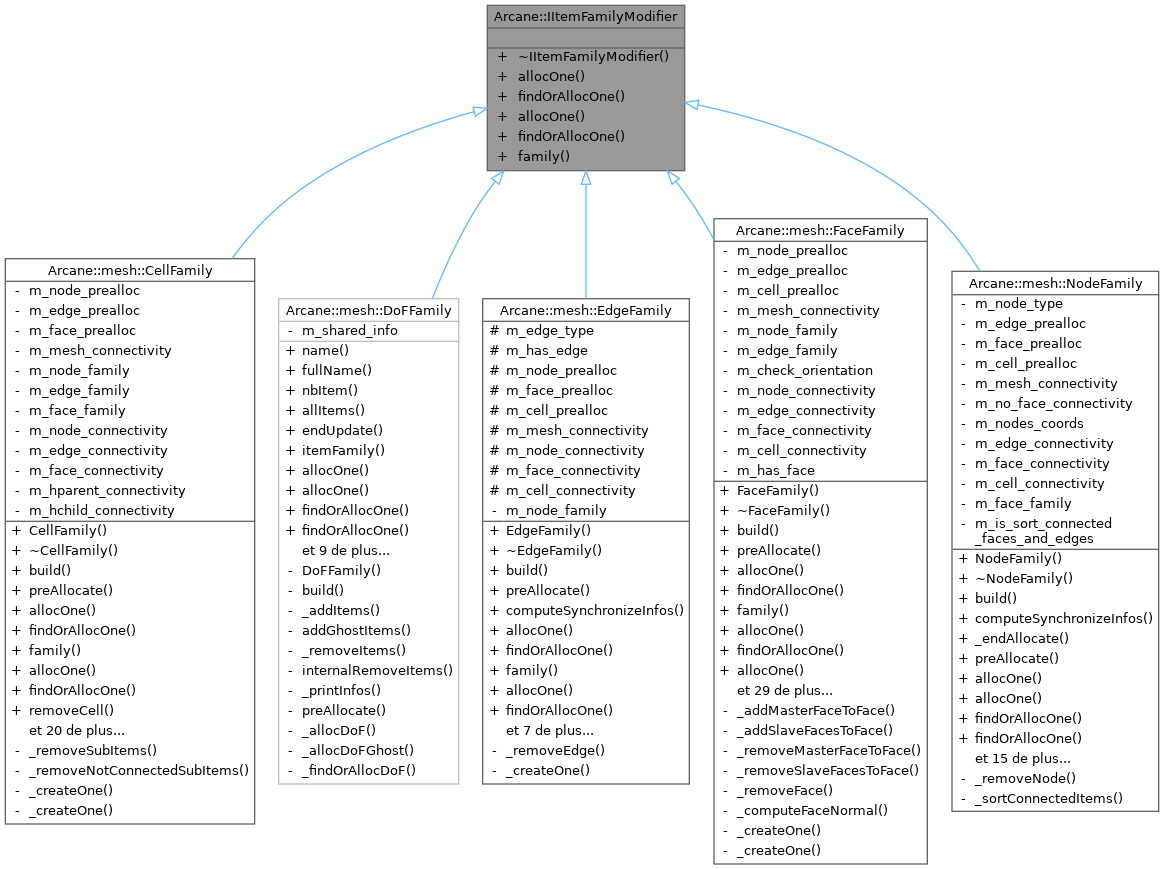 Arcane::IItemFamilyModifier
+ ~IItemFamilyModifier()
+ allocOne()
+ findOrAllocOne()
+ allocOne()
+ findOrAllocOne()
+ family()
Arcane::mesh::CellFamily
- m_node_prealloc
- m_edge_prealloc
- m_face_prealloc
- m_mesh_connectivity
- m_node_family
- m_edge_family
- m_face_family
- m_node_connectivity
- m_edge_connectivity
- m_face_connectivity
- m_hparent_connectivity
- m_hchild_connectivity
+ CellFamily()
+ ~CellFamily()
+ build()
+ preAllocate()
+ allocOne()
+ findOrAllocOne()
+ family()
+ allocOne()
+ findOrAllocOne()
+ removeCell()
et 20 de plus...
- _removeSubItems()
- _removeNotConnectedSubItems()
- _createOne()
- _createOne()
Arcane::mesh::DoFFamily
- m_shared_info
+ name()
+ fullName()
+ nbItem()
+ allItems()
+ endUpdate()
+ itemFamily()
+ allocOne()
+ allocOne()
+ findOrAllocOne()
+ findOrAllocOne()
et 9 de plus...
- DoFFamily()
- build()
- _addItems()
- addGhostItems()
- _removeItems()
- internalRemoveItems()
- _printInfos()
- preAllocate()
- _allocDoF()
- _allocDoFGhost()
- _findOrAllocDoF()
Arcane::mesh::EdgeFamily
# m_edge_type
# m_has_edge
# m_node_prealloc
# m_face_prealloc
# m_cell_prealloc
# m_mesh_connectivity
# m_node_connectivity
# m_face_connectivity
# m_cell_connectivity
- m_node_family
+ EdgeFamily()
+ ~EdgeFamily()
+ build()
+ preAllocate()
+ computeSynchronizeInfos()
+ allocOne()
+ findOrAllocOne()
+ family()
+ allocOne()
+ findOrAllocOne()
et 7 de plus...
- _removeEdge()
- _createOne()
Arcane::mesh::FaceFamily
- m_node_prealloc
- m_edge_prealloc
- m_cell_prealloc
- m_mesh_connectivity
- m_node_family
- m_edge_family
- m_check_orientation
- m_node_connectivity
- m_edge_connectivity
- m_face_connectivity
- m_cell_connectivity
- m_has_face
+ FaceFamily()
+ ~FaceFamily()
+ build()
+ preAllocate()
+ allocOne()
+ findOrAllocOne()
+ family()
+ allocOne()
+ findOrAllocOne()
+ allocOne()
et 29 de plus...
- _addMasterFaceToFace()
- _addSlaveFacesToFace()
- _removeMasterFaceToFace()
- _removeSlaveFacesToFace()
- _removeFace()
- _computeFaceNormal()
- _createOne()
- _createOne()
Arcane::mesh::NodeFamily
- m_node_type
- m_edge_prealloc
- m_face_prealloc
- m_cell_prealloc
- m_mesh_connectivity
- m_no_face_connectivity
- m_nodes_coords
- m_edge_connectivity
- m_face_connectivity
- m_cell_connectivity
- m_face_family
- m_is_sort_connected
_faces_and_edges
+ NodeFamily()
+ ~NodeFamily()
+ build()
+ computeSynchronizeInfos()
+ _endAllocate()
+ preAllocate()
+ allocOne()
+ allocOne()
+ findOrAllocOne()
+ findOrAllocOne()
et 15 de plus...
- _removeNode()
- _sortConnectedItems()